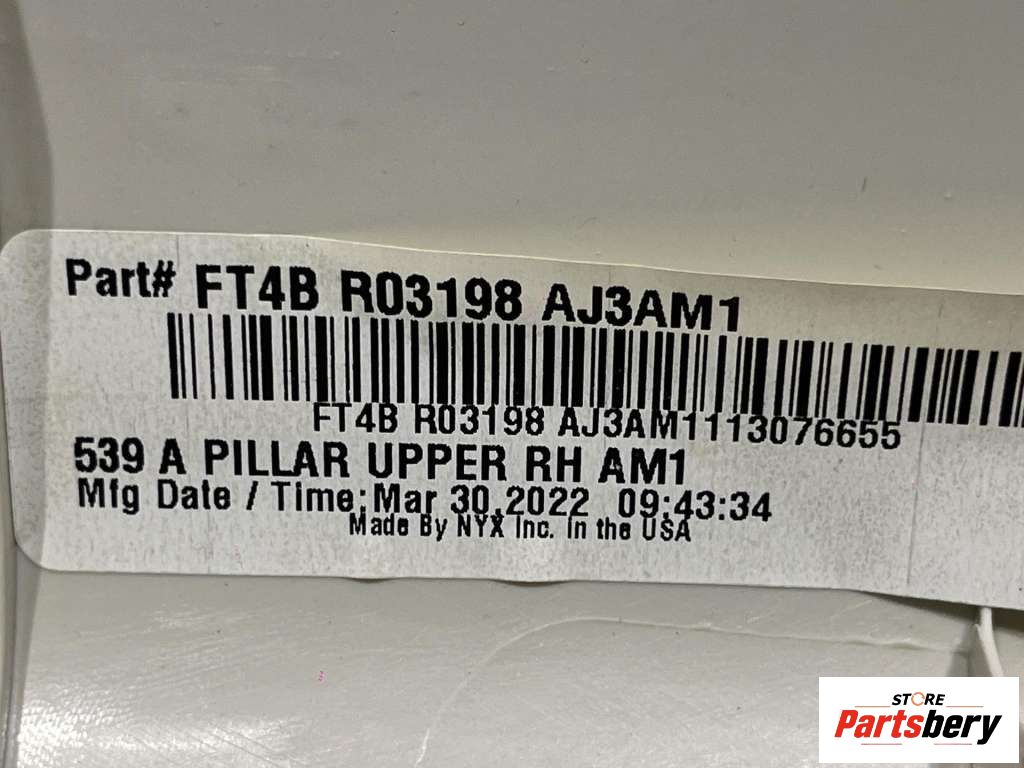 Part# FT4B R03198 AJ3AM1
FT4B R03198 AJ3AM1113076655
539 A PILLAR UPPER RH AM1
Mfg Date / Time:Mar 30,2022 09:43:34
Made By NYX Inc. In the USA
STORE
Partsbery